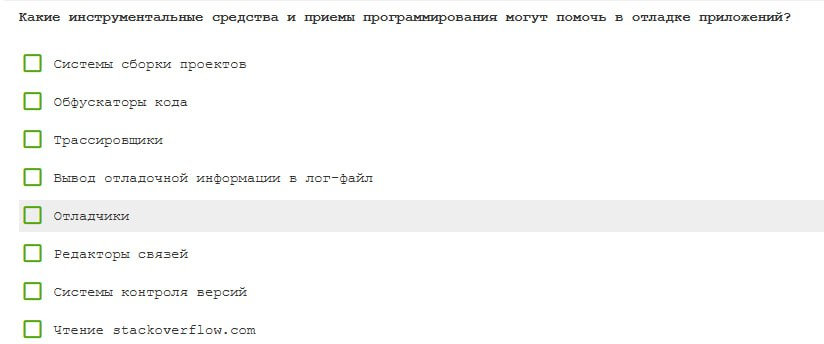 Какие инструментальные средства и приемы программирования могут помочь в отладке приложений?
Системы сборки проектов
Обфускаторы кода
Трассировщики
Вывод отладочной информации в лог-файл
Отладчики
Редакторы связей
Системы контроля версий
Чтение stackoverflow.com